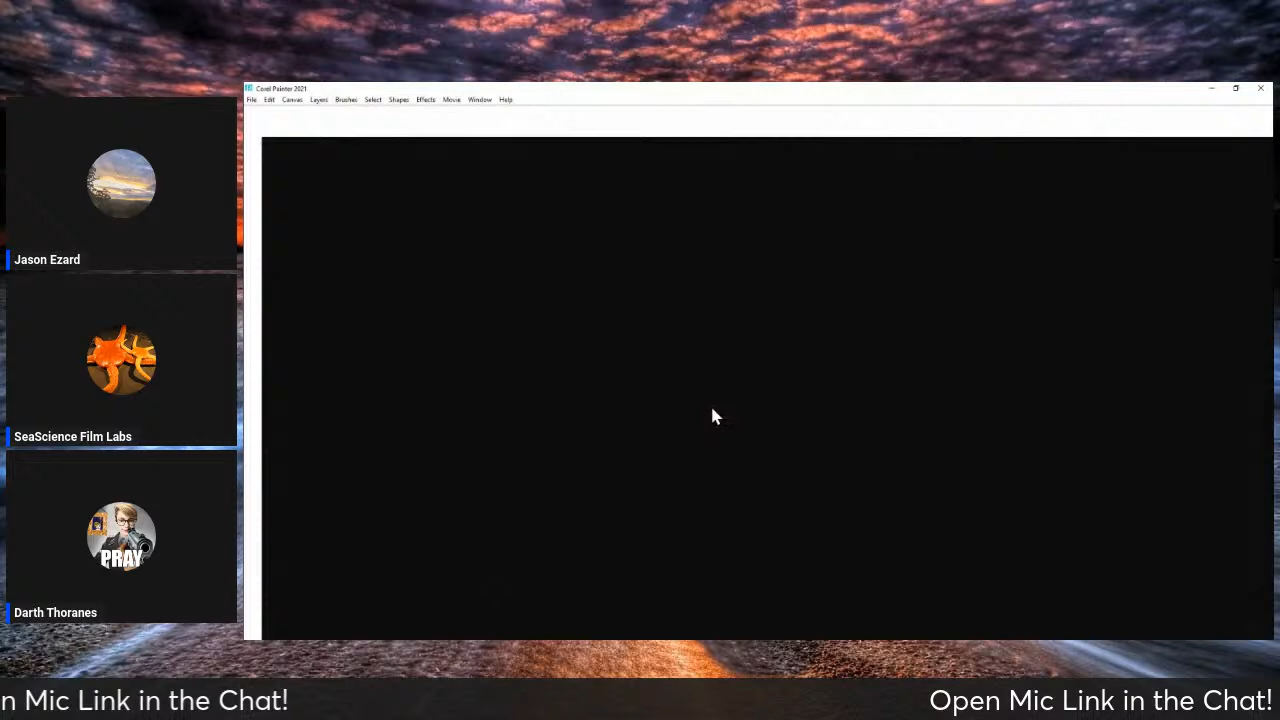 Corel Painter 2021
File Edit Canvas Layers Brushes Select Shapes Effects Movie Window Help
Jason Ezard
SeaScience Film Labs
PRAY
Darth Thoranes
n Mic Link in the Chat!
Open Mic Link in the Chat!